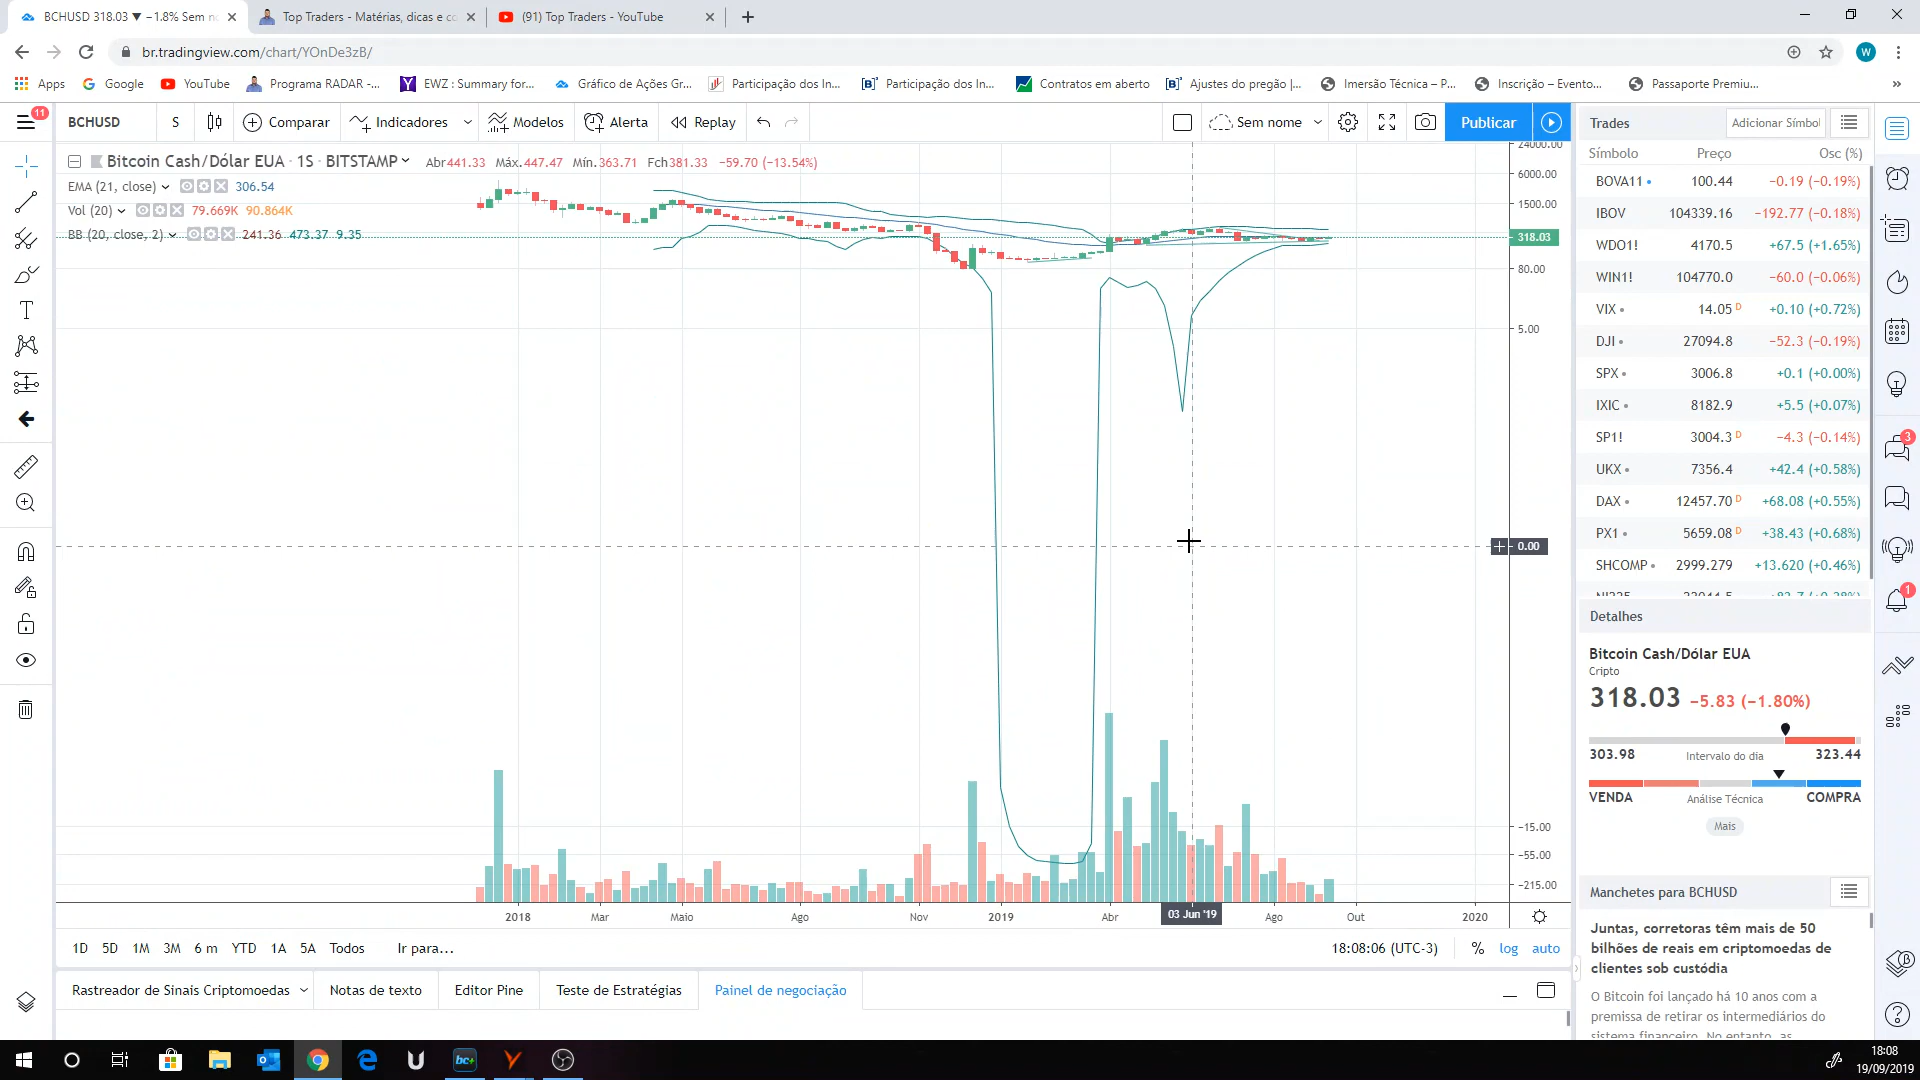 BCHUSD 318.03 ▼ −1.8% Sem n
Top Traders - Matérias, dicas e co
(91) Top Traders - YouTube
br.tradingview.com/chart/YOnDe3zB/
W
Apps
Google
YouTube
Programa RADAR -...
EWZ : Summary for...
Gráfico de Ações Gr...
Participação dos In...
Participação dos In...
Contratos em aberto
Ajustes do pregão |...
Imersão Técnica – P...
Inscrição – Evento...
Passaporte Premiu...
»
11
BCHUSD
S
Comparar
Indicadores
Modelos
Alerta
Replay
Sem nome
Publicar
Bitcoin Cash/Dólar EUA · 1S · BITSTAMP
Abr441.33 Máx.447.47 Mín.363.71 Fch381.33 −59.70 (−13.54%)
EMA (21, close) 306.54
Vol (20) 79.669K 90.864K
BB (20, close, 2) 241.36 473.37 9.35
24000.00
6000.00
1500.00
318.03
80.00
5.00
0.00
−15.00
−55.00
−215.00
2018
Mar
Maio
Ago
Nov
2019
Abr
03 Jun '19
Ago
Out
2020
1D 5D 1M 3M 6 m YTD 1A 5A Todos
Ir para...
18:08:06 (UTC-3)
%
log
auto
Rastreador de Sinais Criptomoedas
Notas de texto
Editor Pine
Teste de Estratégias
Painel de negociação
Trades
Adicionar Símbol
Símbolo Preço Osc (%)
BOVA11 100.44 −0.19 (−0.19%)
IBOV 104339.16 −192.77 (−0.18%)
WDO1! 4170.5 +67.5 (+1.65%)
WIN1! 104770.0 −60.0 (−0.06%)
VIX 14.05 D +0.10 (+0.72%)
DJI 27094.8 −52.3 (−0.19%)
SPX 3006.8 +0.1 (+0.00%)
IXIC 8182.9 +5.5 (+0.07%)
SP1! 3004.3 D −4.3 (−0.14%)
UKX 7356.4 +42.4 (+0.58%)
DAX 12457.70 D +68.08 (+0.55%)
PX1 5659.08 D +38.43 (+0.68%)
SHCOMP 2999.279 +13.620 (+0.46%)
Detalhes
Bitcoin Cash/Dólar EUA
Cripto
318.03 −5.83 (−1.80%)
303.98 Intervalo do dia 323.44
VENDA Análise Técnica COMPRA
Mais
Manchetes para BCHUSD
Juntas, corretoras têm mais de 50
bilhões de reais em criptomoedas de
clientes sob custódia
O Bitcoin foi lançado há 10 anos com a
premissa de retirar os intermediários do
sistema financeiro. No entanto, as
3
1
bc+
18:08
19/09/2019